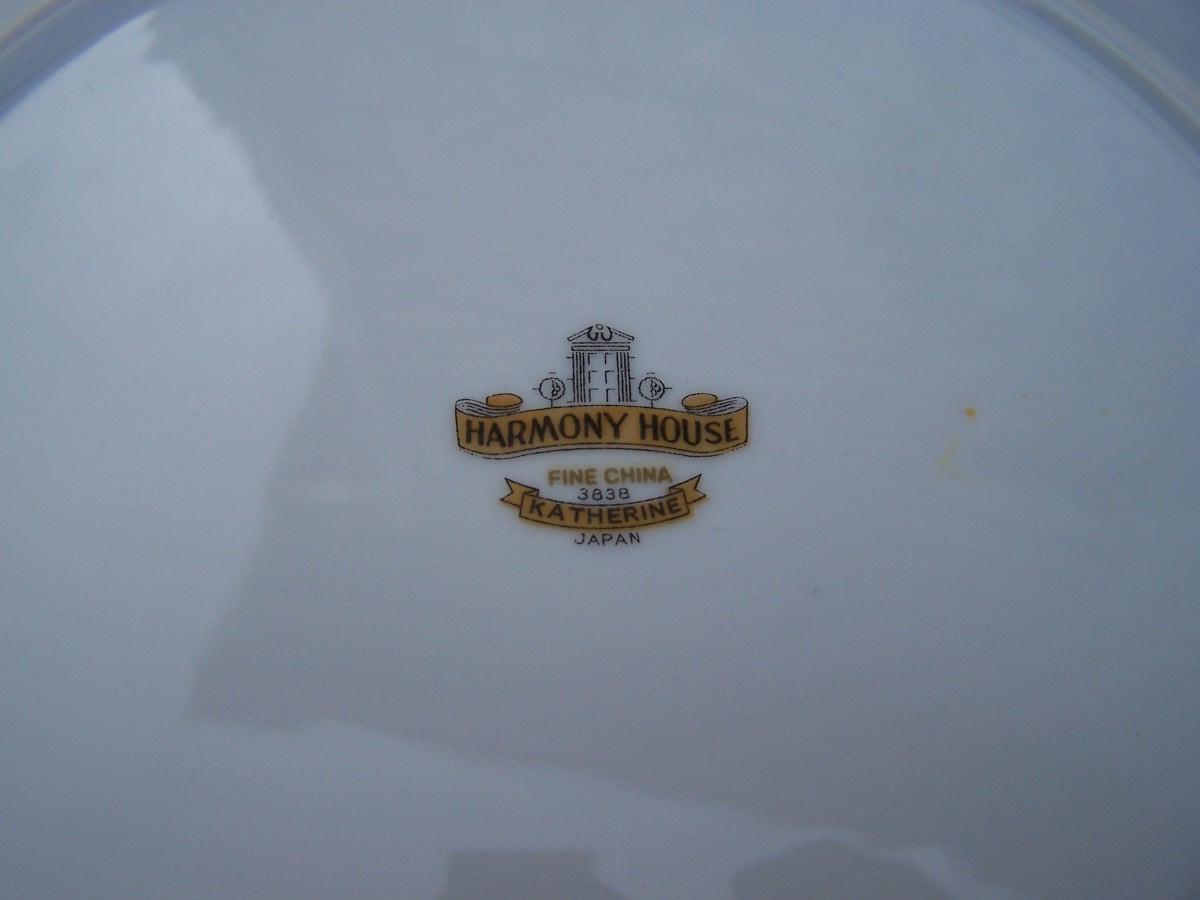 HARMONY HOUSE
FINE CHINA
3838
KATHERINE
JAPAN